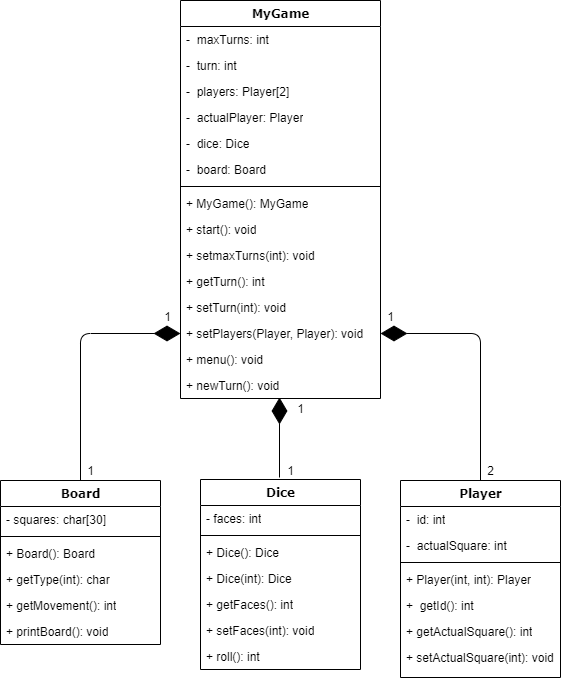 MyGame
- maxTurns: int
- turn: int
- players: Player[2]
- actualPlayer: Player
- dice: Dice
- board: Board
+ MyGame(): MyGame
+ start(): void
+ setmaxTurns(int): void
+ getTurn(): int
+ setTurn(int): void
+ setPlayers(Player, Player): void
+ menu(): void
+ newTurn(): void
1
1
1
1
1
2
Board
- squares: char[30]
+ Board(): Board
+ getType(int): char
+ getMovement(): int
+ printBoard(): void
Dice
- faces: int
+ Dice(): Dice
+ Dice(int): Dice
+ getFaces(): int
+ setFaces(int): void
+ roll(): int
Player
- id: int
- actualSquare: int
+ Player(int, int): Player
+ getId(): int
+ getActualSquare(): int
+ setActualSquare(int): void